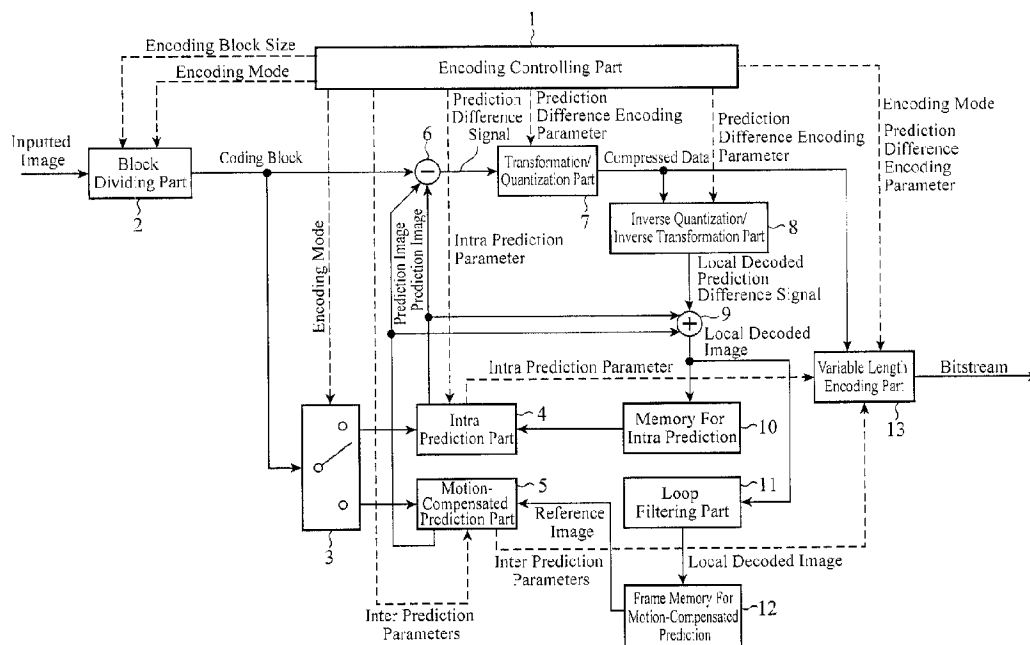 1
Encoding Block Size
Encoding Mode
Encoding Controlling Part
Inputted
Image
Block
Dividing Part
2
Coding Block
6
−
Prediction
Difference
Signal
Prediction
Difference Encoding
Parameter
Transformation/
Quantization Part
7
Compressed Data
Prediction
Difference Encoding
Parameter
Encoding Mode
Prediction
Difference
Encoding
Parameter
Inverse Quantization/
Inverse Transformation Part
8
Encoding Mode
Prediction Image
Prediction Image
Intra Prediction
Parameter
Local Decoded
Prediction
Difference Signal
+
9
Local Decoded
Image
Intra Prediction Parameter
Variable Length
Encoding Part
13
Bitstream
3
Intra
Prediction Part
4
Memory For
Intra Prediction
10
Motion-
Compensated
Prediction Part
5
Reference
Image
Loop
Filtering Part
11
Inter Prediction
Parameters
Local Decoded Image
Inter Prediction
Parameters
Frame Memory For
Motion-Compensated
Prediction
12